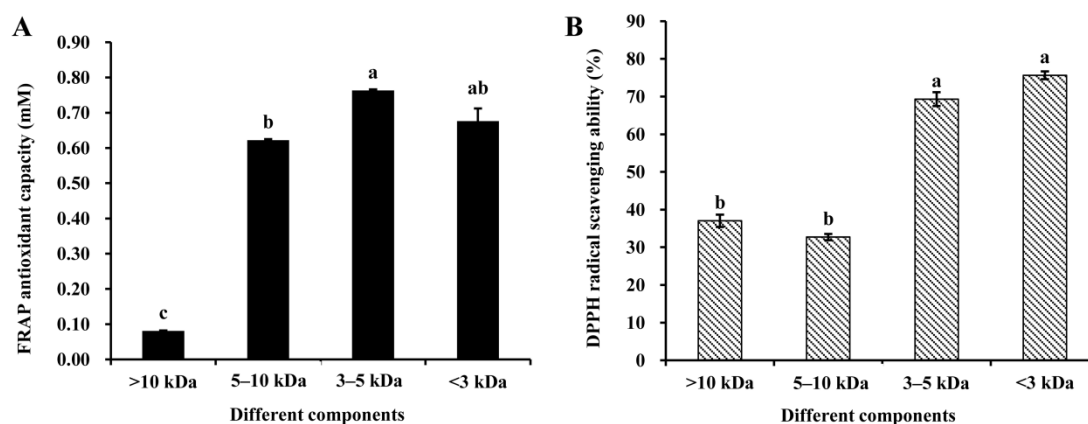 A
FRAP antioxidant capacity (mM)
0.90
0.80
0.70
0.60
0.50
0.40
0.30
0.20
0.10
0.00
c
b
a
ab
>10 kDa
5–10 kDa
3–5 kDa
<3 kDa
Different components
B
DPPH radical scavenging ability (%)
90
80
70
60
50
40
30
20
10
0
b
b
a
a
>10 kDa
5–10 kDa
3–5 kDa
<3 kDa
Different components